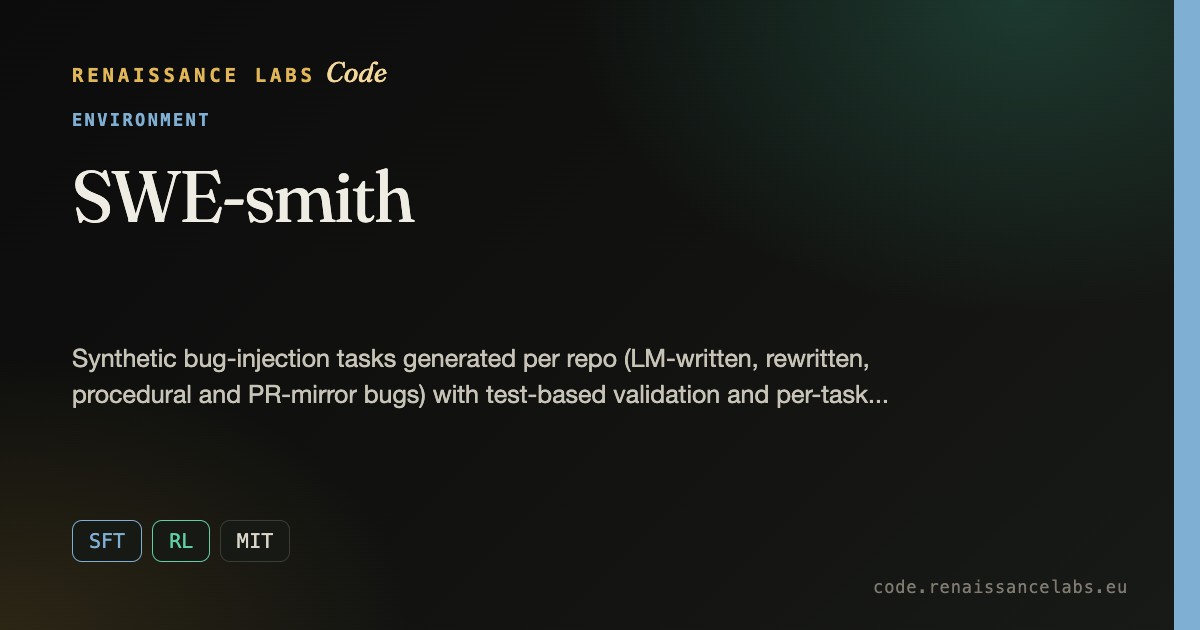 RENAISSANCE LABS Code
ENVIRONMENT
SWE-smith
Synthetic bug-injection tasks generated per repo (LM-written, rewritten,
procedural and PR-mirror bugs) with test-based validation and per-task...
SFT RL MIT
code.renaissancelabs.eu